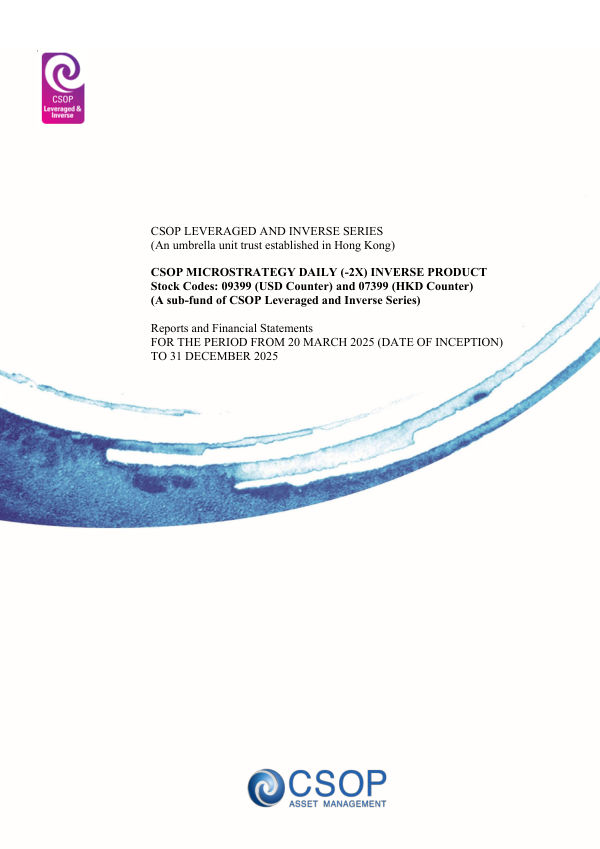 CSOP
Leveraged &
Inverse
CSOP LEVERAGED AND INVERSE SERIES
(An umbrella unit trust established in Hong Kong)
CSOP MICROSTRATEGY DAILY (-2X) INVERSE PRODUCT
Stock Codes: 09399 (USD Counter) and 07399 (HKD Counter)
(A sub-fund of CSOP Leveraged and Inverse Series)
Reports and Financial Statements
FOR THE PERIOD FROM 20 MARCH 2025 (DATE OF INCEPTION)
TO 31 DECEMBER 2025
CSOP
ASSET MANAGEMENT